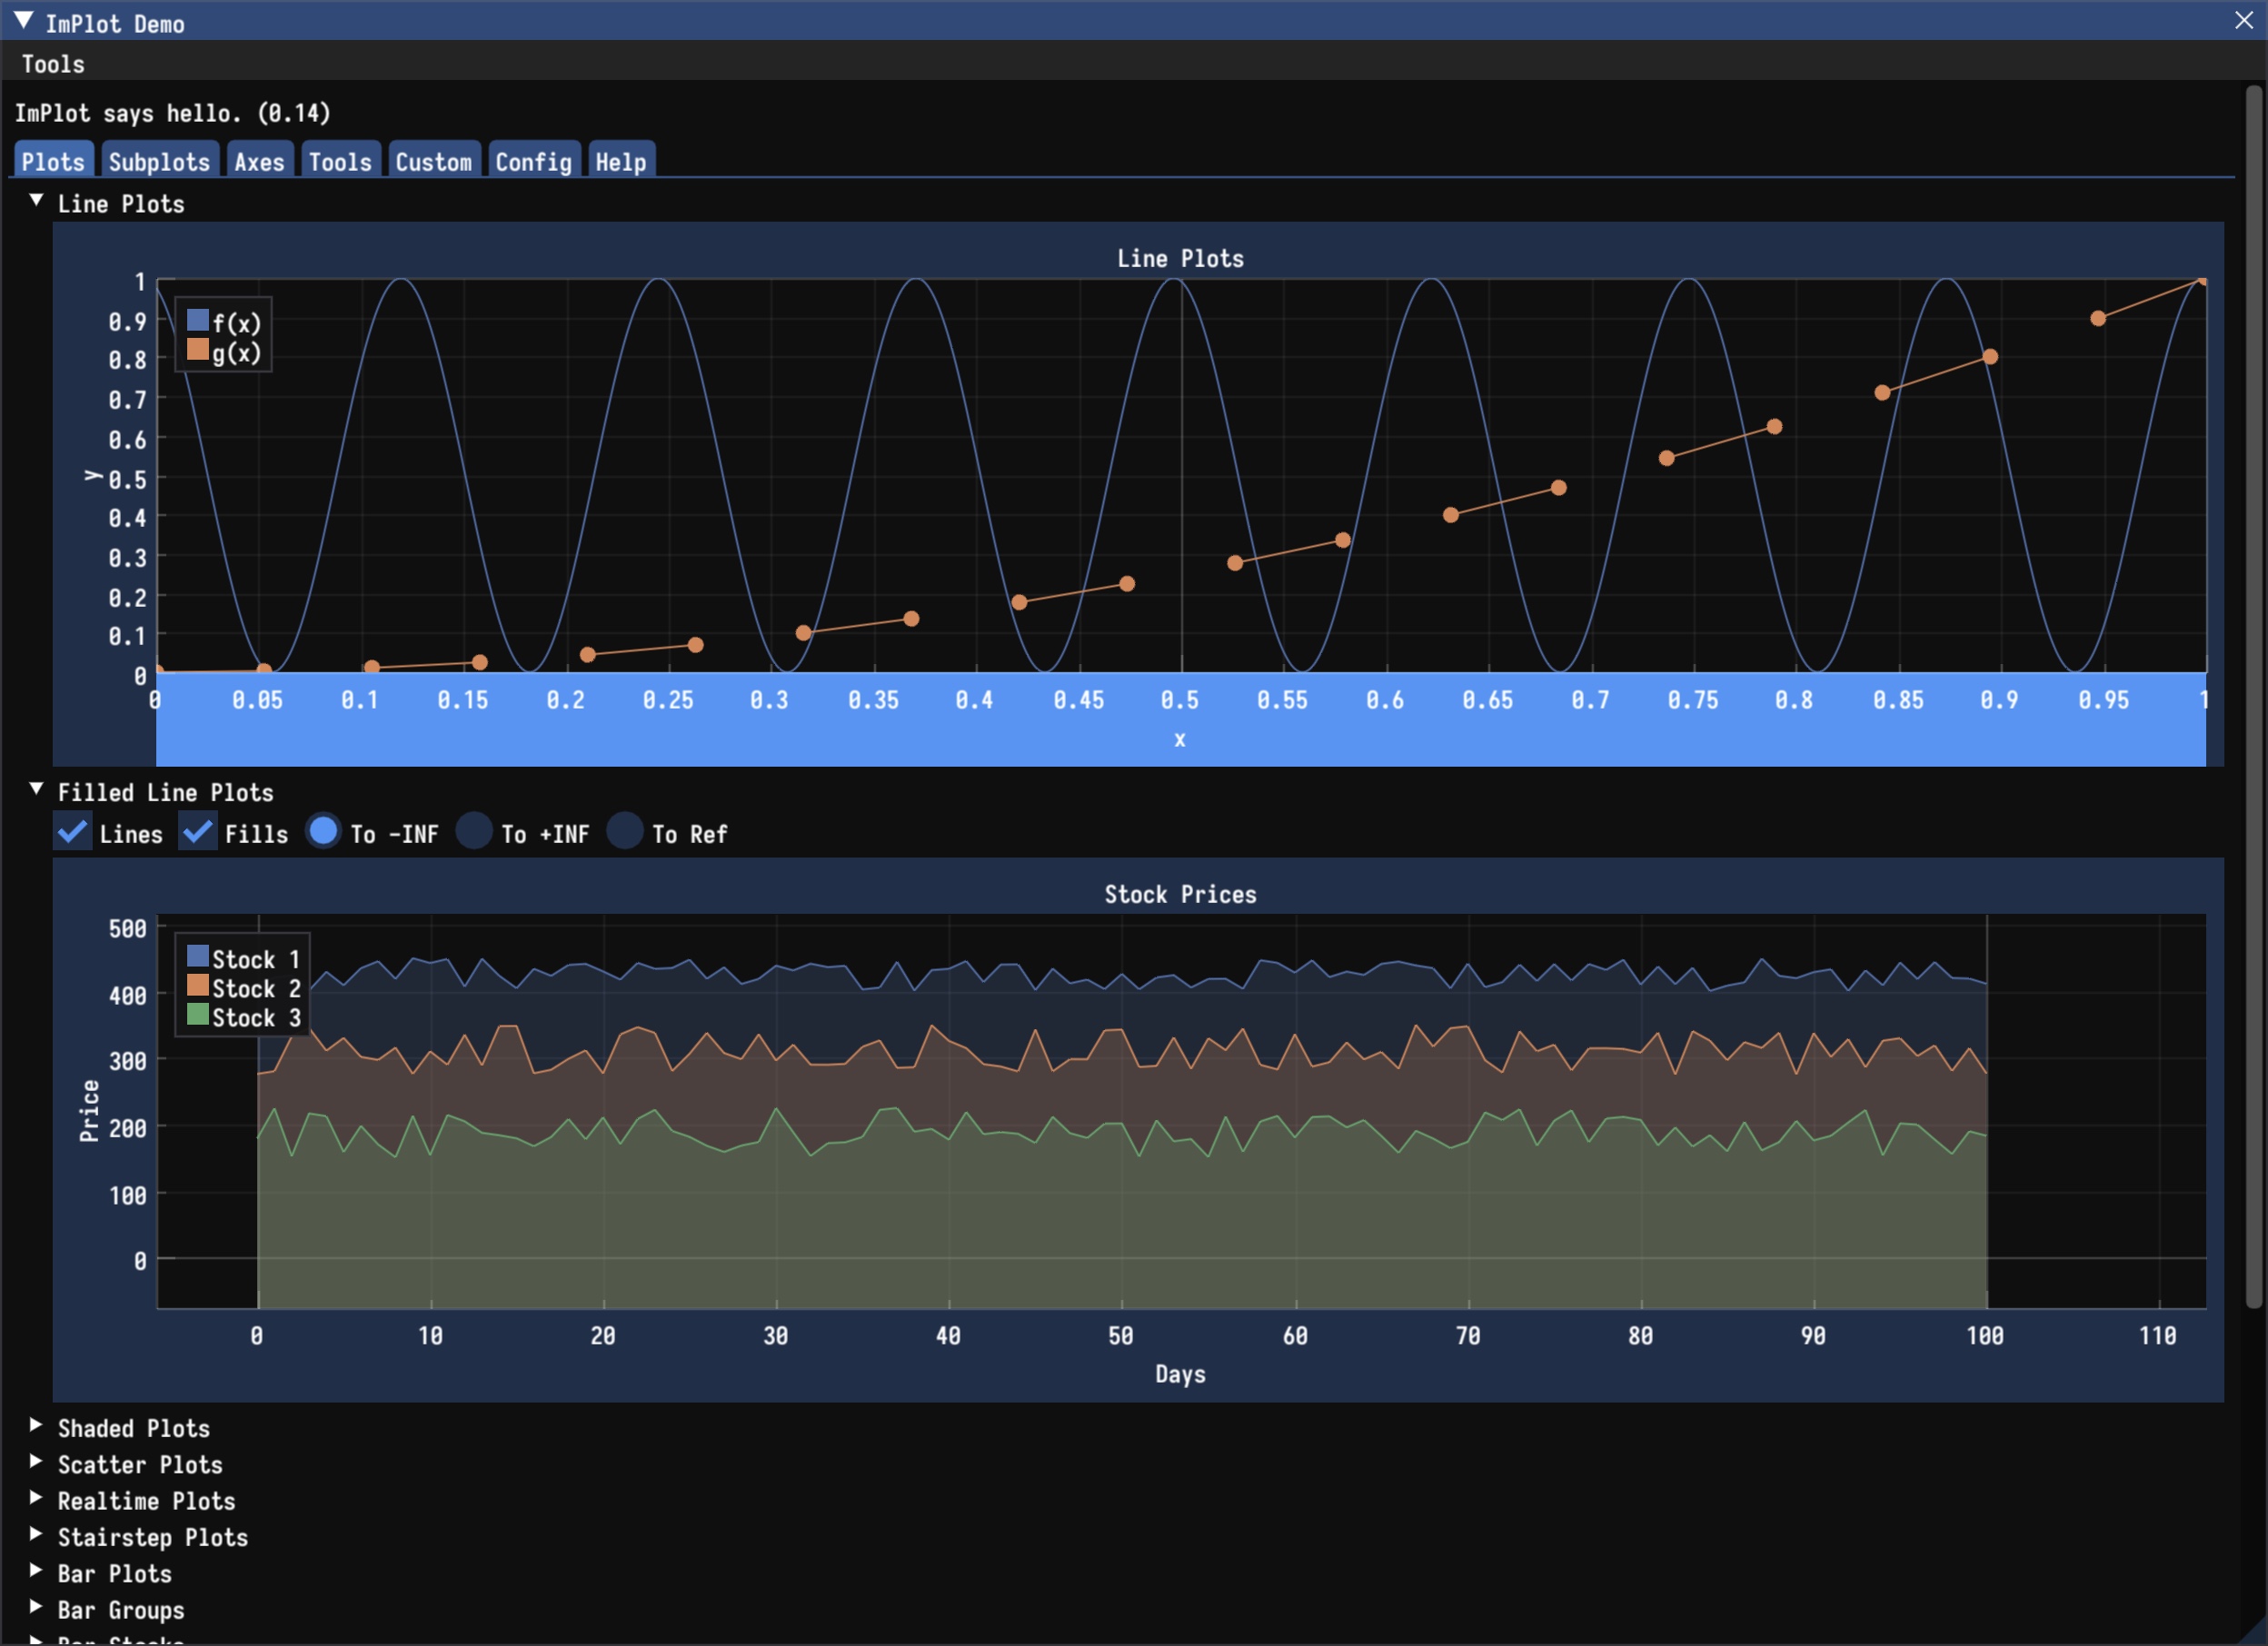 ImPlot Demo
Tools
ImPlot says hello. (0.14)
Plots Subplots Axes Tools Custom Config Help
Line Plots
Line Plots
f(x)
g(x)
1
0.9
0.8
0.7
0.6
0.5
0.4
0.3
0.2
0.1
0
y
0 0.05 0.1 0.15 0.2 0.25 0.3 0.35 0.4 0.45 0.5 0.55 0.6 0.65 0.7 0.75 0.8 0.85 0.9 0.95 1
x
Filled Line Plots
Lines Fills To -INF To +INF To Ref
Stock Prices
Stock 1
Stock 2
Stock 3
500
400
300
200
100
0
Price
0 10 20 30 40 50 60 70 80 90 100 110
Days
Shaded Plots
Scatter Plots
Realtime Plots
Stairstep Plots
Bar Plots
Bar Groups